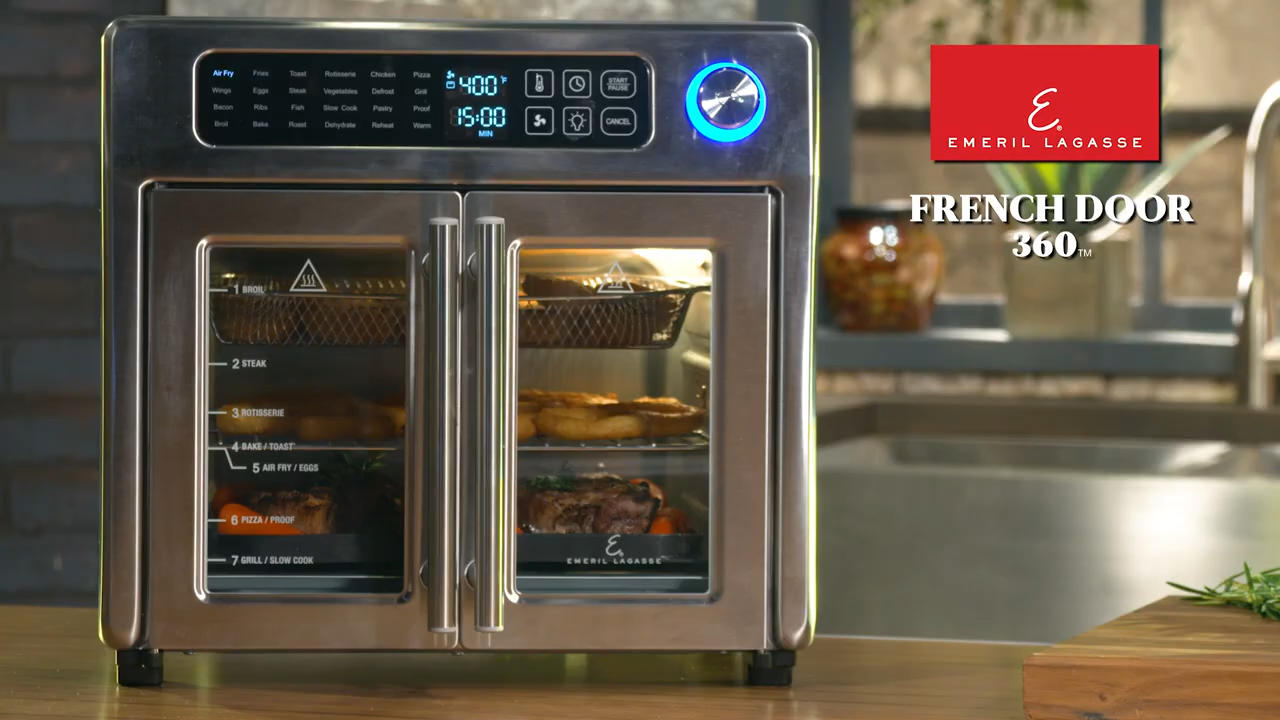 Air Fry Fries Toast Rotisserie Chicken Pizza
Wings Eggs Steak Vegetables Defrost Grill
Bacon Ribs Fish Slow Cook Pastry Proof
Broil Bake Roast Dehydrate Reheat Warm
400°F
15:00
MIN
START
PAUSE
CANCEL
E®
EMERIL LAGASSE
FRENCH DOOR
360™
1 BROIL
2 STEAK
3 ROTISSERIE
4 BAKE / TOAST
5 AIR FRY / EGGS
6 PIZZA / PROOF
7 GRILL / SLOW COOK
E®
EMERIL LAGASSE